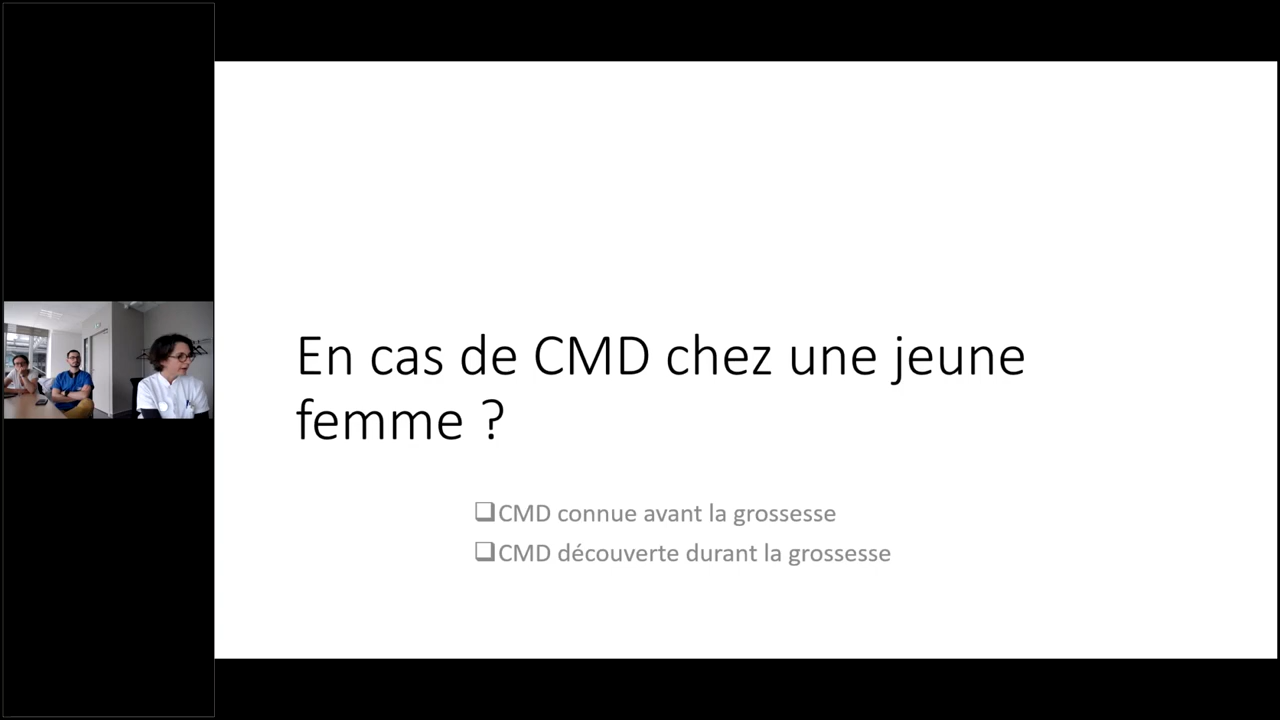 En cas de CMD chez une jeune
femme ?
❑CMD connue avant la grossesse
❑CMD découverte durant la grossesse